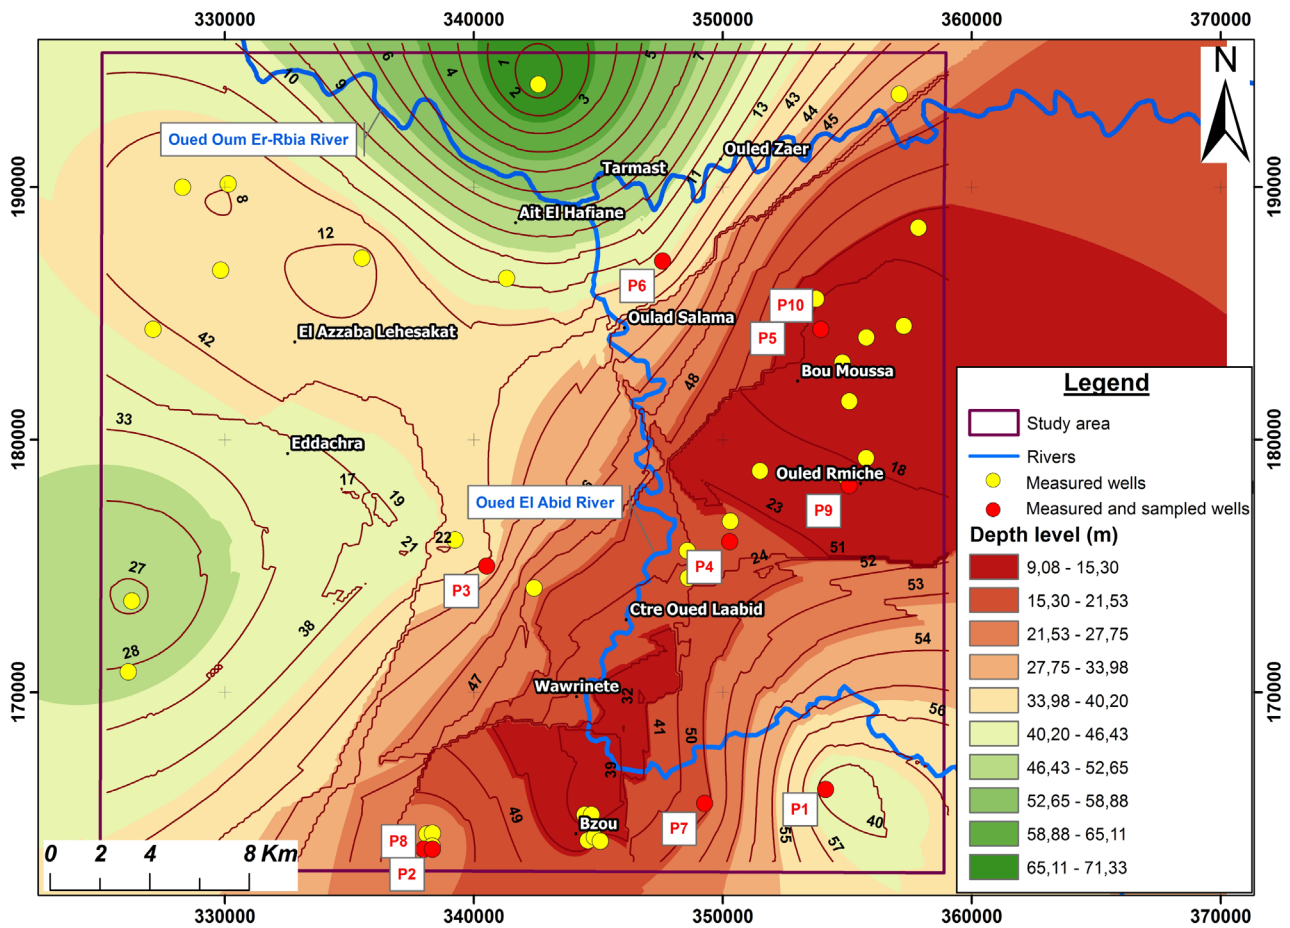 330000 340000 350000 360000 370000
N
10 9 6 4 1 2 3 5 7 13 43 44 45
Oued Oum Er-Rbia River
Ouled Zaer
Tarmast
11
190000 190000
8
Ait El Hafiane
12
P6
P10
Oulad Salama
P5
El Azzaba Lehesakat
42
Bou Moussa
48
Legend
Study area
33
Eddachra
180000 180000
Rivers
Ouled Rmiche
18
17
19
Measured wells
Oued El Abid River
23
P9
Measured and sampled wells
21
22
51
24
52
Depth level (m)
P4
27
9,08 - 15,30
P3
53
Ctre Oued Laabid
15,30 - 21,53
38
54
21,53 - 27,75
28
47
Wawrinete
32
27,75 - 33,98
170000 170000
56
33,98 - 40,20
41
50
40,20 - 46,43
39
46,43 - 52,65
49
P1
40
52,65 - 58,88
Bzou
P7
55
57
58,88 - 65,11
P8
0 2 4 8 Km
65,11 - 71,33
P2
330000 340000 350000 360000 370000